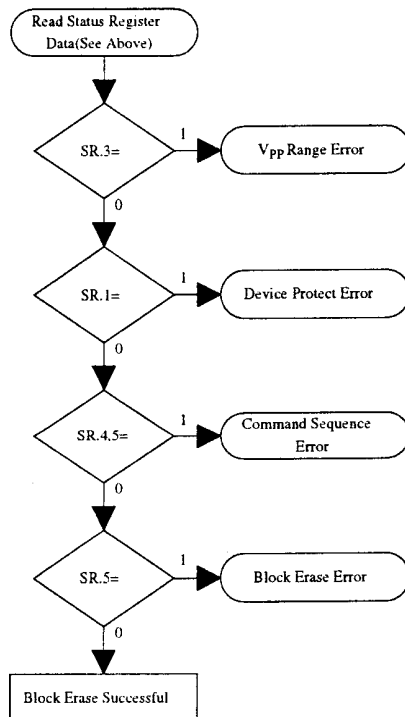 Read Status Register
Data(See Above)
SR.3=
1
VPP Range Error
0
SR.1=
1
Device Protect Error
0
SR.4,5=
1
Command Sequence
Error
0
SR.5=
1
Block Erase Error
0
Block Erase Successful